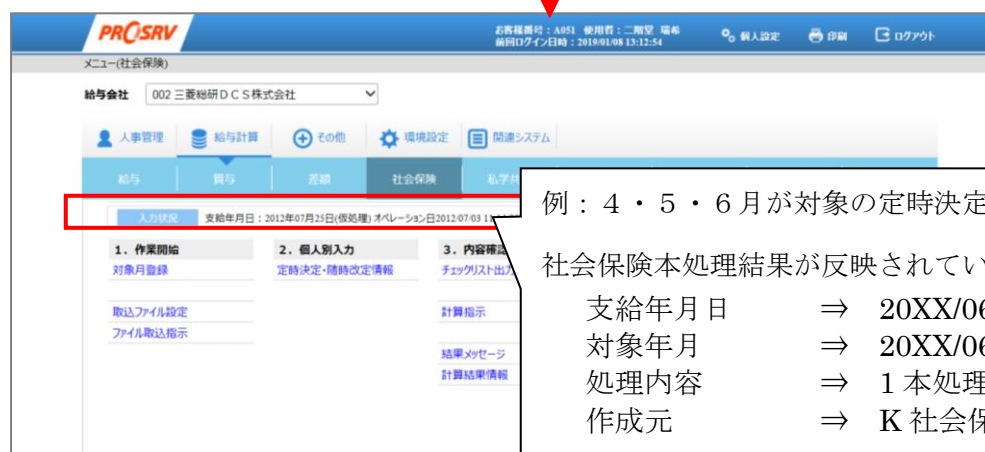 PROSRV
お客様番号：A051 使用者：二階堂 瑞希
前回ログイン日時：2019/01/08 13:12:54
個人設定
印刷
ログアウト
メニュー(社会保険)
給与会社 002 三菱総研ＤＣＳ株式会社
人事管理
給与計算
その他
環境設定
関連システム
給与
賞与
差額
社会保険
私学共
入力状況 支給年月日：2012年07月25日(仮処理) オペレーション日2012/07/03
1．作業開始
2．個人別入力
3．内容確認
対象月登録
定時決定・随時改定情報
チェックリスト出力
取込ファイル設定
計算指示
ファイル取込指示
結果メッセージ
計算結果情報
例：４・５・６月が対象の定時決定
社会保険本処理結果が反映されてい
支給年月日 ⇒ 20XX/06
対象年月 ⇒ 20XX/06
処理内容 ⇒ 1 本処理
作成元 ⇒ K 社会保